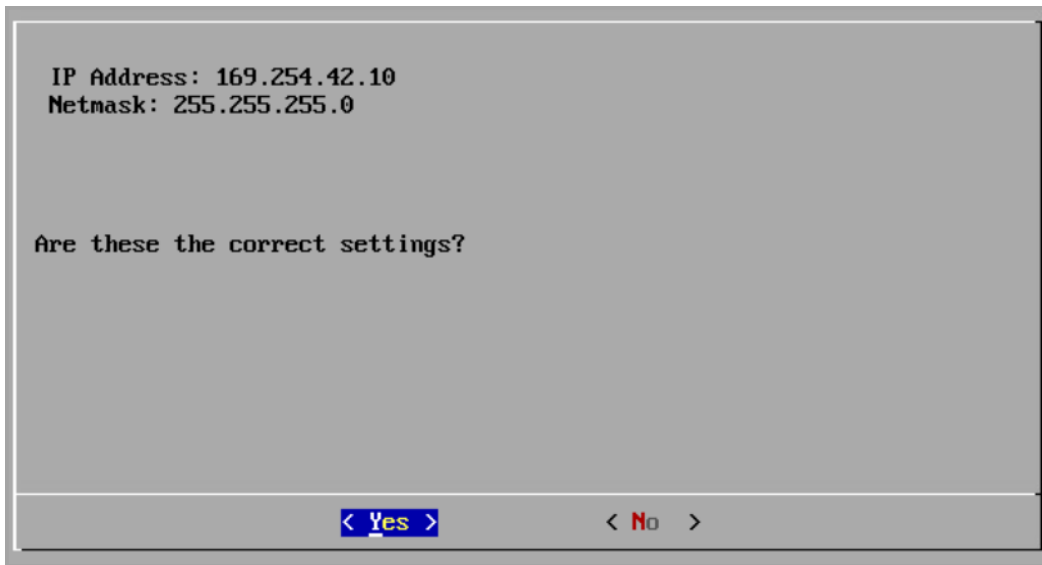 IP Address: 169.254.42.10
Netmask: 255.255.255.0
Are these the correct settings?
< Yes > < No >